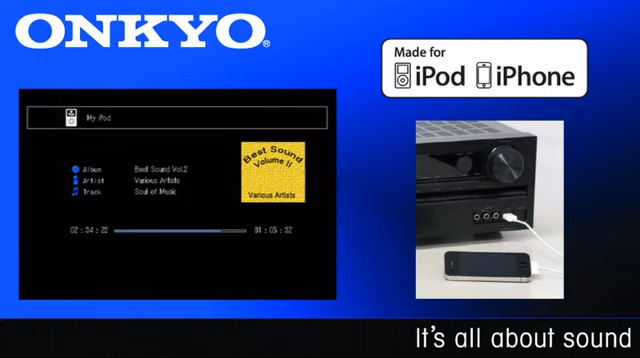 ONKYO®
Made for
iPod iPhone
My iPod
Album Best Sound Vol.2
Artist Various Artists
Track Soul of Music
Best Sound
Volume II
Various Artists
02:34:22 01:05:32
It's all about sound